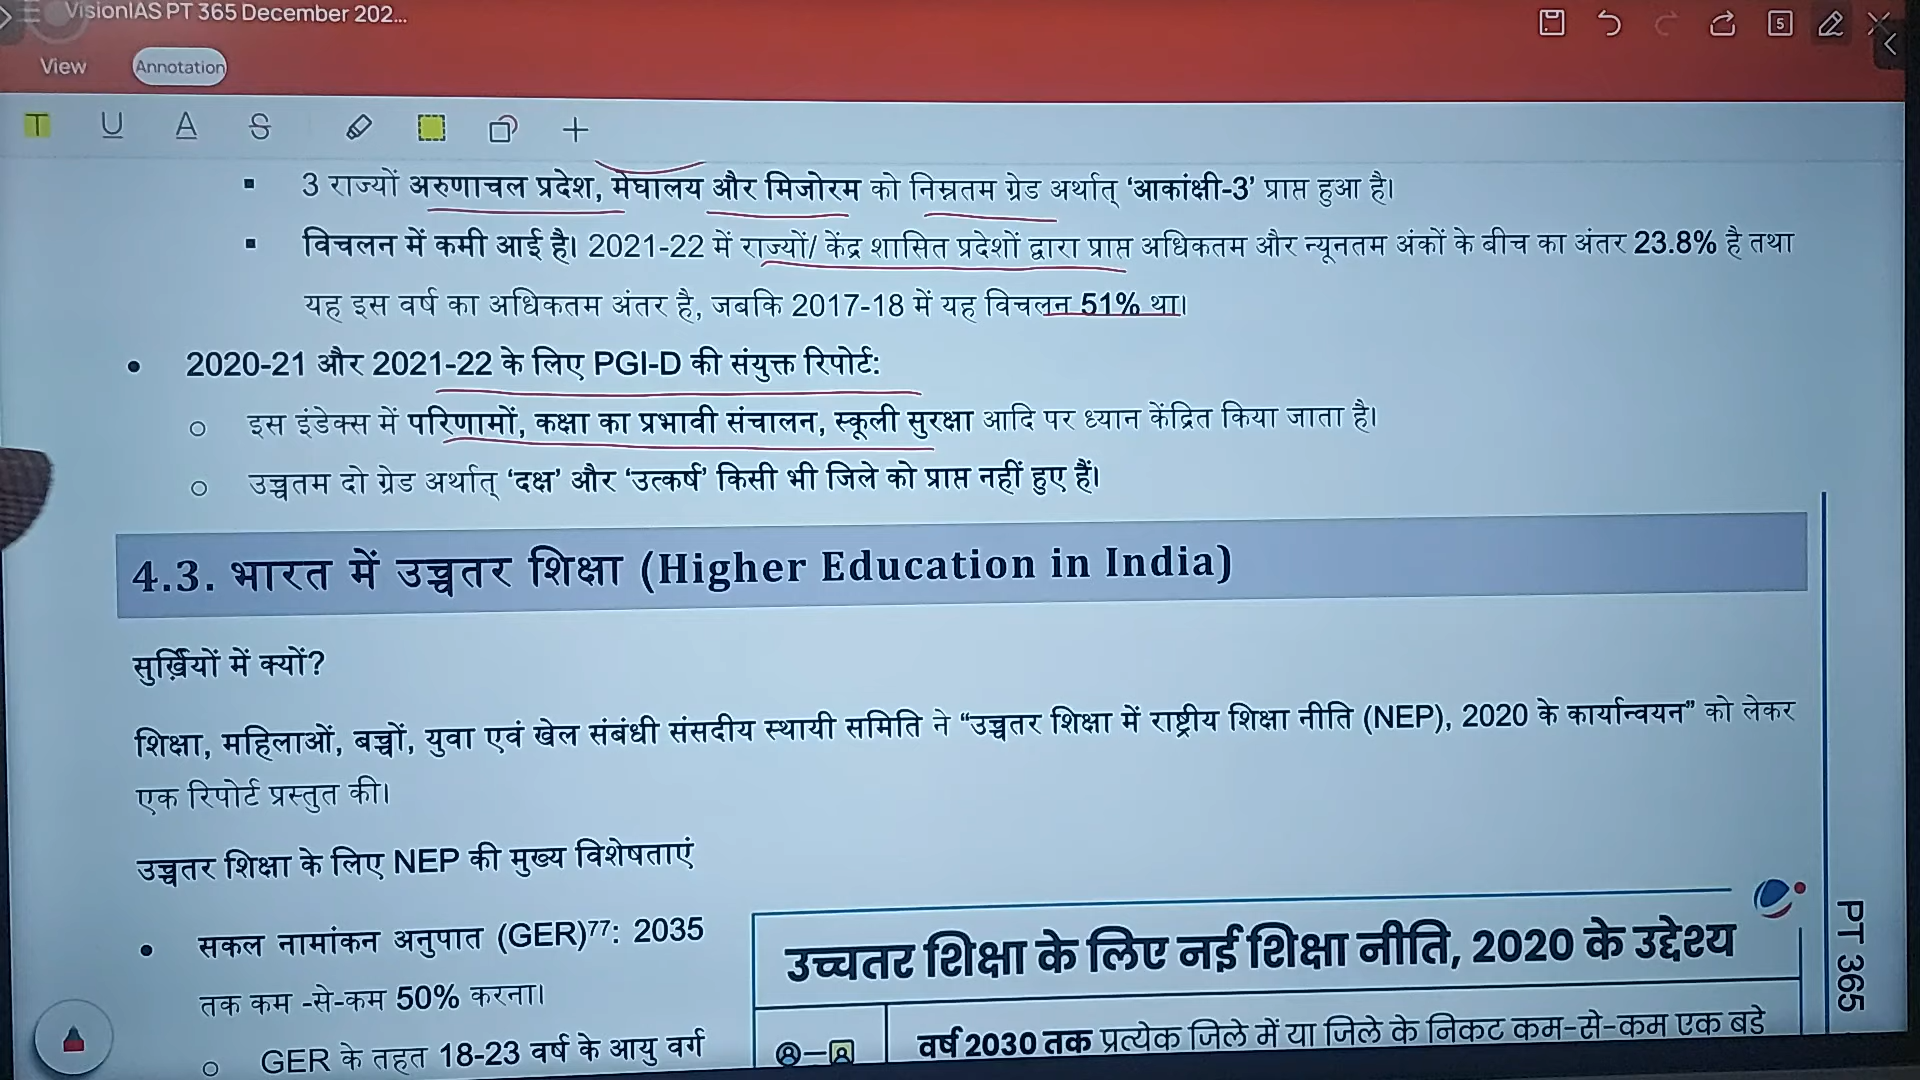 VisionIAS PT 365 December 202...
5
View
Annotation
T U A S
3 राज्यों अरुणाचल प्रदेश, मेघालय और मिजोरम को निम्नतम ग्रेड अर्थात् ‘आकांक्षी-3’ प्राप्त हुआ है।
विचलन में कमी आई है। 2021-22 में राज्यों/ केंद्र शासित प्रदेशों द्वारा प्राप्त अधिकतम और न्यूनतम अंकों के बीच का अंतर 23.8% है तथा
यह इस वर्ष का अधिकतम अंतर है, जबकि 2017-18 में यह विचलन 51% था।
2020-21 और 2021-22 के लिए PGI-D की संयुक्त रिपोर्ट:
इस इंडेक्स में परिणामों, कक्षा का प्रभावी संचालन, स्कूली सुरक्षा आदि पर ध्यान केंद्रित किया जाता है।
उच्चतम दो ग्रेड अर्थात् ‘दक्ष’ और ‘उत्कर्ष’ किसी भी जिले को प्राप्त नहीं हुए हैं।
4.3. भारत में उच्चतर शिक्षा (Higher Education in India)
सुर्ख़ियों में क्यों?
शिक्षा, महिलाओं, बच्चों, युवा एवं खेल संबंधी संसदीय स्थायी समिति ने “उच्चतर शिक्षा में राष्ट्रीय शिक्षा नीति (NEP), 2020 के कार्यान्वयन” को लेकर
एक रिपोर्ट प्रस्तुत की।
उच्चतर शिक्षा के लिए NEP की मुख्य विशेषताएं
सकल नामांकन अनुपात (GER)77: 2035
तक कम -से-कम 50% करना।
GER के तहत 18-23 वर्ष के आयु वर्ग
उच्चतर शिक्षा के लिए नई शिक्षा नीति, 2020 के उद्देश्य
वर्ष 2030 तक प्रत्येक जिले में या जिले के निकट कम-से-कम एक बड़े
PT 365